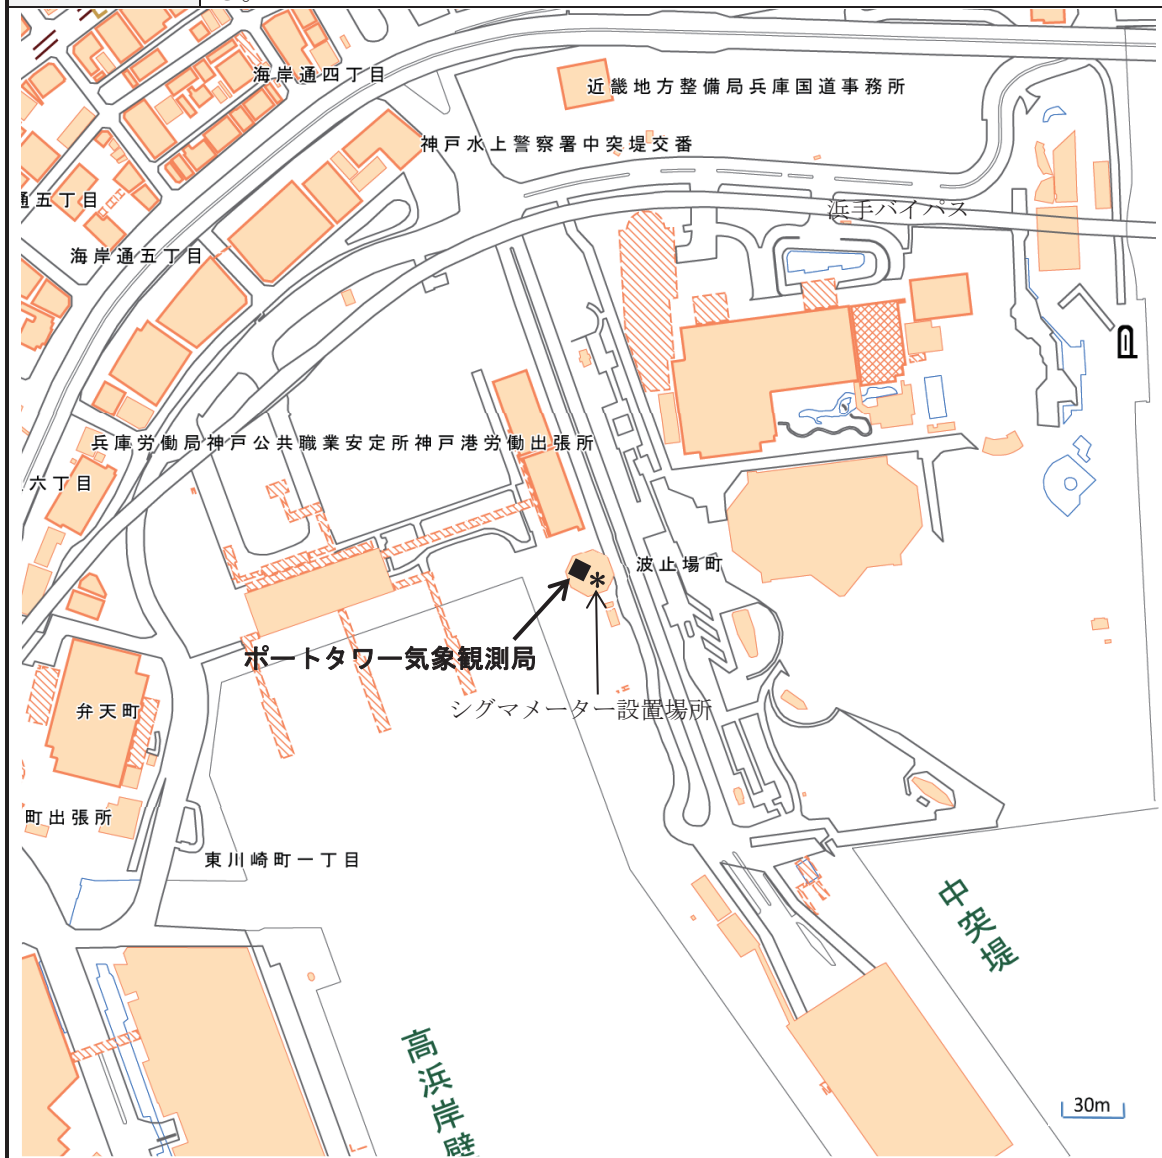 る。
海岸通四丁目
近畿地方整備局兵庫国道事務所
神戸水上警察署中突堤交番
通五丁目
浜手バイパス
海岸通五丁目
兵庫労働局神戸公共職業安定所神戸港労働出張所
六丁目
波止場町
ポートタワー気象観測局
シグマメーター設置場所
弁天町
町出張所
東川崎町一丁目
中突堤
高浜岸壁
30m